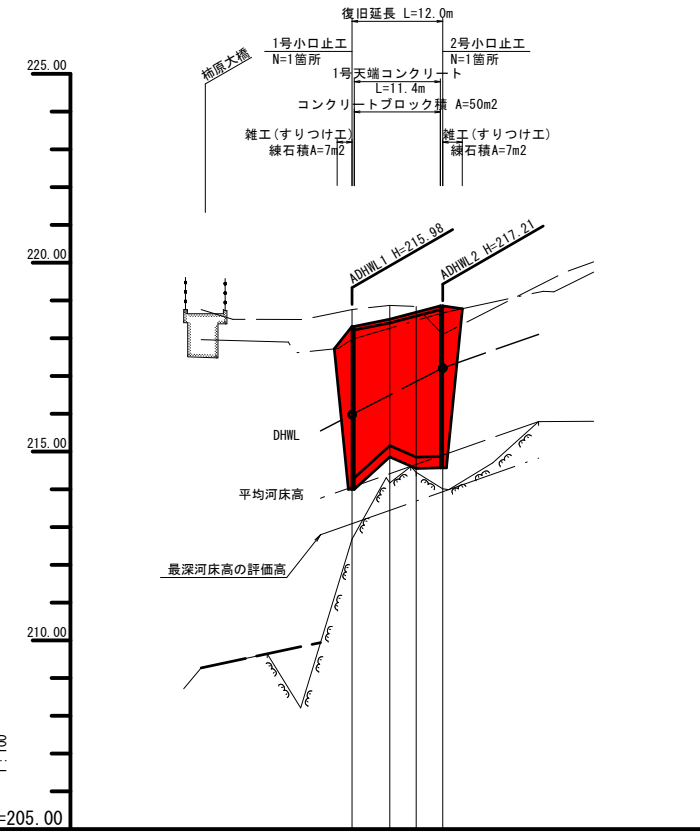 復旧延長 L=12.0m
1号小口止工
N=1箇所
2号小口止工
N=1箇所
1号天端コンクリート
L=11.4m
コンクリートブロック積 A=50m2
雑工(すりつけ工)
練石積A=7m2
雑工(すりつけ工)
練石積A=7m2
柿原大橋
225.00
220.00
ADHWL1 H=215.98
ADHWL2 H=217.21
215.00
DHWL
平均河床高
最深河床高の評価高
210.00
=205.00